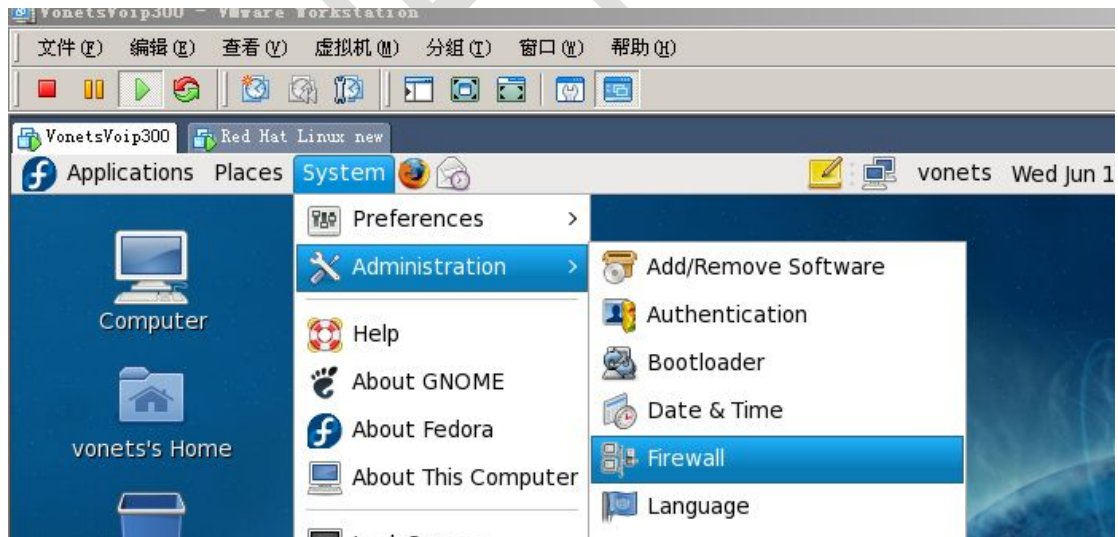 VonetsVoip300 - VMware Workstation
文件(F) 编辑(E) 查看(V) 虚拟机(M) 分组(T) 窗口(W) 帮助(H)
VonetsVoip300 Red Hat Linux new
Applications Places System vonets Wed Jun 1
Preferences
Administration
Add/Remove Software
Computer
Help
Authentication
About GNOME
Bootloader
About Fedora
Date & Time
vonets's Home
About This Computer
Firewall
Language